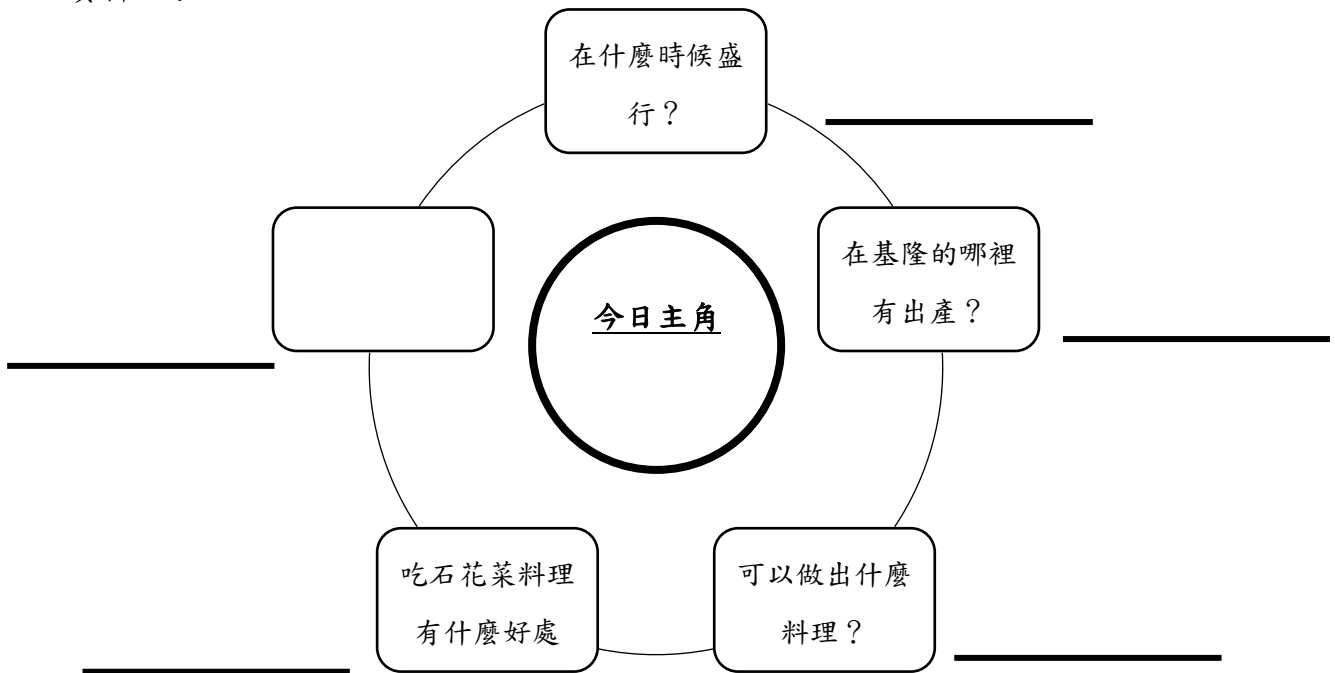 在什麼時候盛
行？
在基隆的哪裡
有出產？
今日主角
吃石花菜料理
有什麼好處
可以做出什麼
料理？